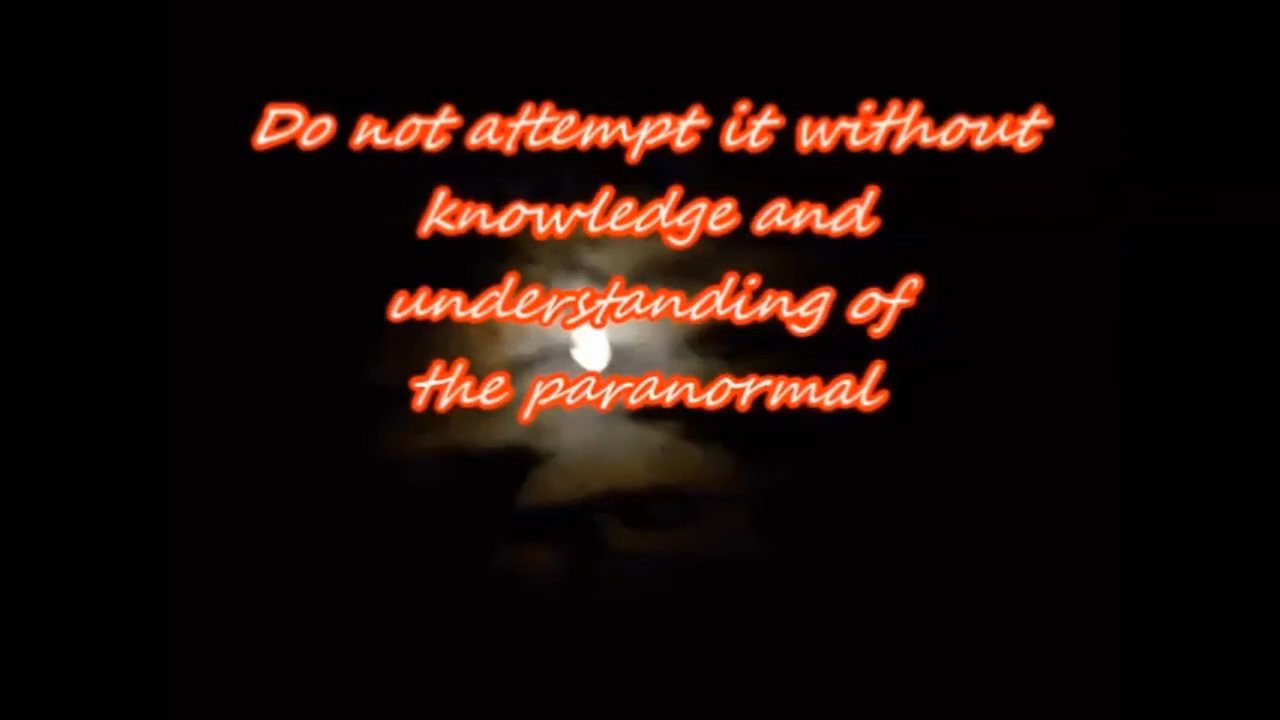 Do not attempt it without
knowledge and
understanding of
the paranormal